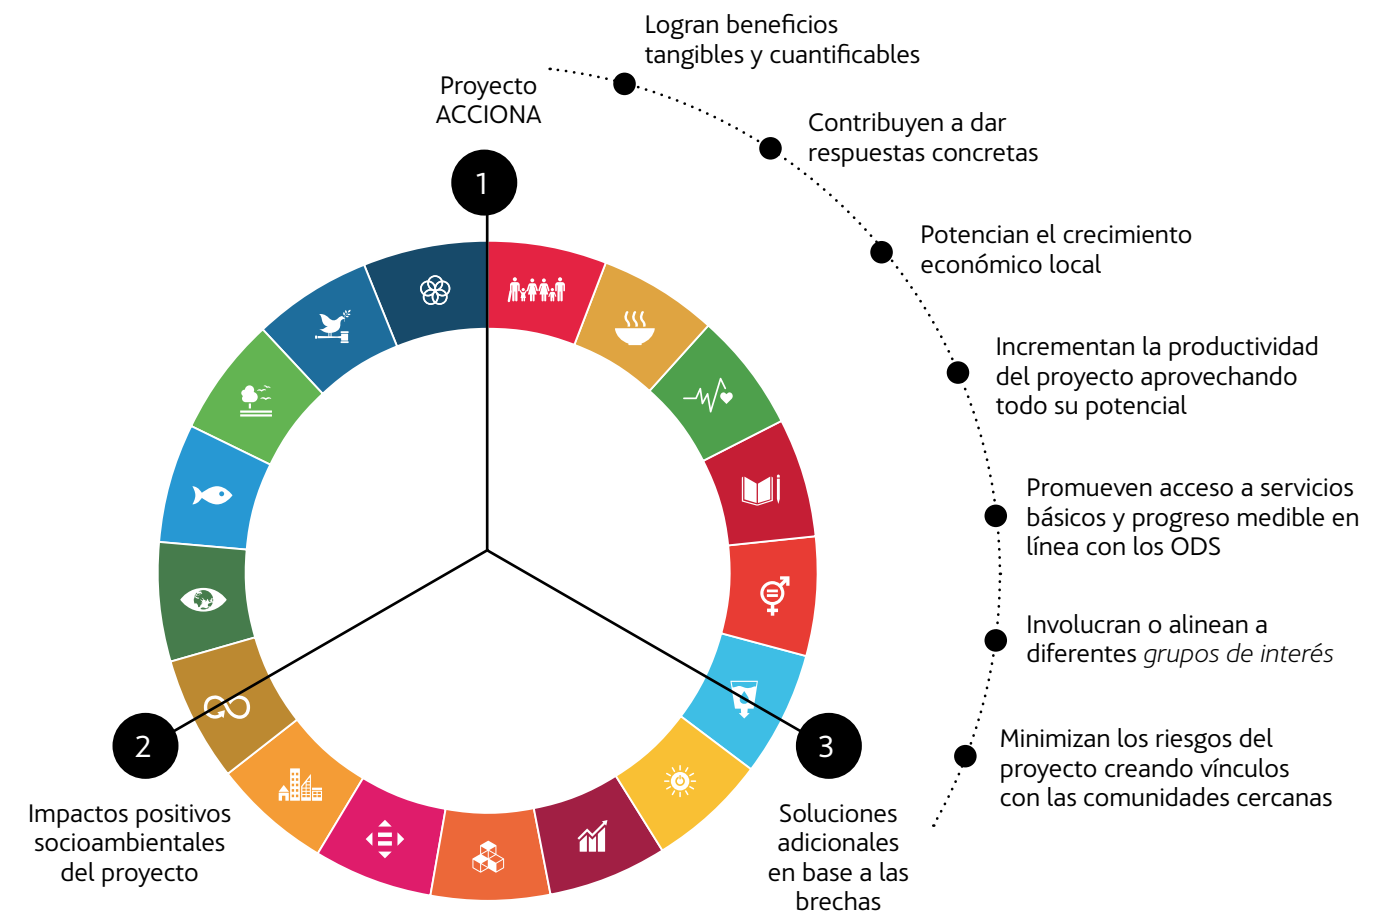 Proyecto
ACCIONA
1
2
Impactos positivos
socioambientales
del proyecto
3
Soluciones
adicionales
en base a las
brechas
Logran beneficios
tangibles y cuantificables
Contribuyen a dar
respuestas concretas
Potencian el crecimiento
económico local
Incrementan la productividad
del proyecto aprovechando
todo su potencial
Promueven acceso a servicios
básicos y progreso medible en
línea con los ODS
Involucran o alinean a
diferentes grupos de interés
Minimizan los riesgos del
proyecto creando vínculos
con las comunidades cercanas